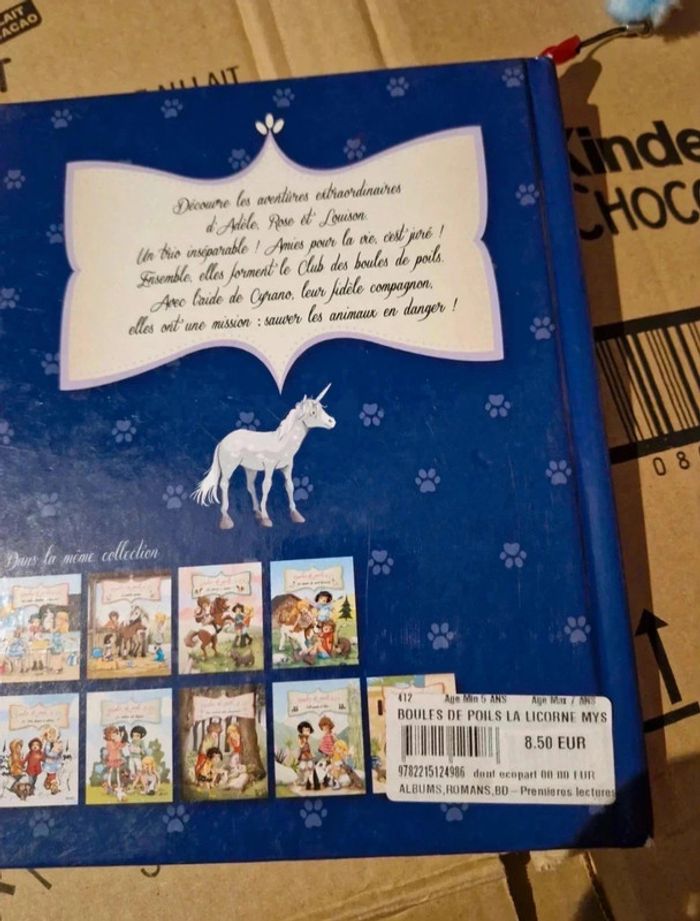 LAIT
CACAO
AU LAIT
Kinde
CHOCO
Découvre les aventures extraordinaires
d'Adèle, Rose et Louison.
Un trio inséparable ! Amies pour la vie, c'est juré !
Ensemble, elles forment le Club des boules de poils.
Avec l'aide de Cyrano, leur fidèle compagnon,
elles ont une mission : sauver les animaux en danger !
08
Dans la même collection
412 Age Min 5 ANS Age Max 7 ANS
BOULES DE POILS LA LICORNE MYS
8.50 EUR
9782215124986 dont ecopart 00.00 EUR
ALBUMS,ROMANS,BD - Premieres lectures